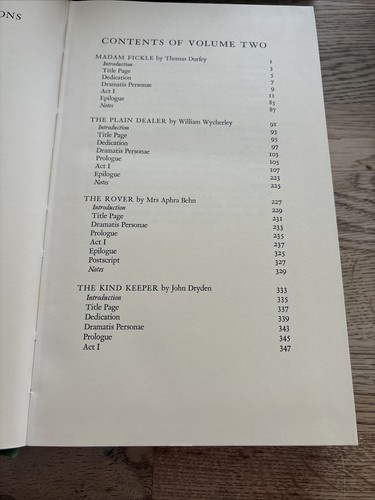 ONS
CONTENTS OF VOLUME TWO
MADAM FICKLE by Thomas Durfey 1
Introduction 3
Title Page 5
Dedication 7
Dramatis Personae 9
Act I 11
Epilogue 85
Notes 87
THE PLAIN DEALER by William Wycherley 91
Introduction 93
Title Page 95
Dedication 97
Dramatis Personae 103
Prologue 105
Act I 107
Epilogue 223
Notes 225
THE ROVER by Mrs Aphra Behn 227
Introduction 229
Title Page 231
Dramatis Personae 233
Prologue 235
Act I 237
Epilogue 325
Postscript 327
Notes 329
THE KIND KEEPER by John Dryden 333
Introduction 335
Title Page 337
Dedication 339
Dramatis Personae 343
Prologue 345
Act I 347